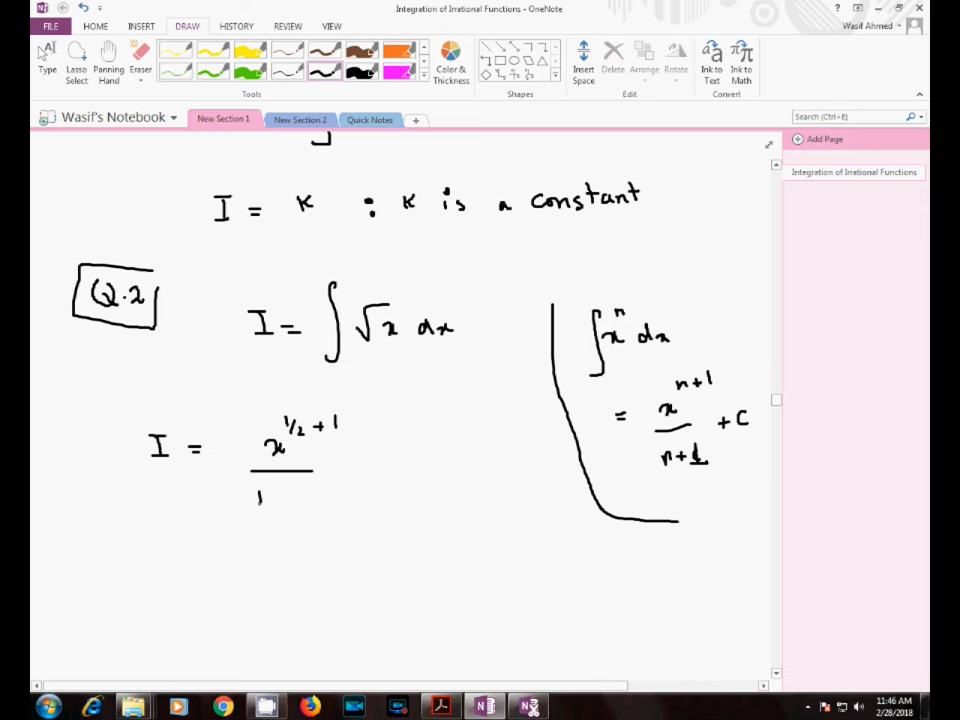 Integration of Irrational Functions - OneNote
FILE HOME INSERT DRAW HISTORY REVIEW VIEW Wasif Ahmed
Type Lasso Select Panning Hand Eraser Color & Thickness Insert Space Delete Arrange Rotate Ink to Text Ink to Math
Tools Shapes Edit Convert
Wasif's Notebook New Section 1 New Section 2 Quick Notes Search (Ctrl+E)
Add Page
Integration of Irrational Functions
I = K : K is a constant
Q.2
I = ∫ √x dx
∫ x^n dx
= x^(n+1) / (n+1) + C
I = x^(1/2 + 1) / 1
11:46 AM
2/28/2018